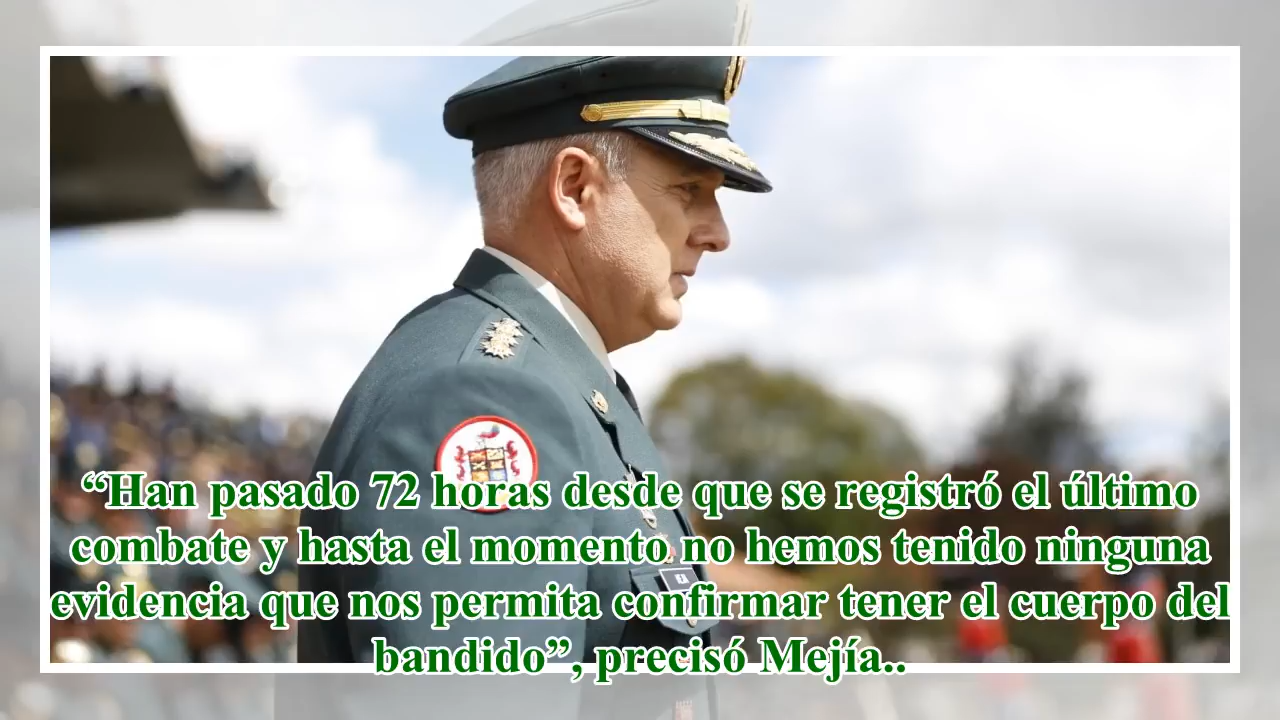 “Han pasado 72 horas desde que se registró el último
combate y hasta el momento no hemos tenido ninguna
evidencia que nos permita confirmar tener el cuerpo del
bandido”, precisó Mejía..